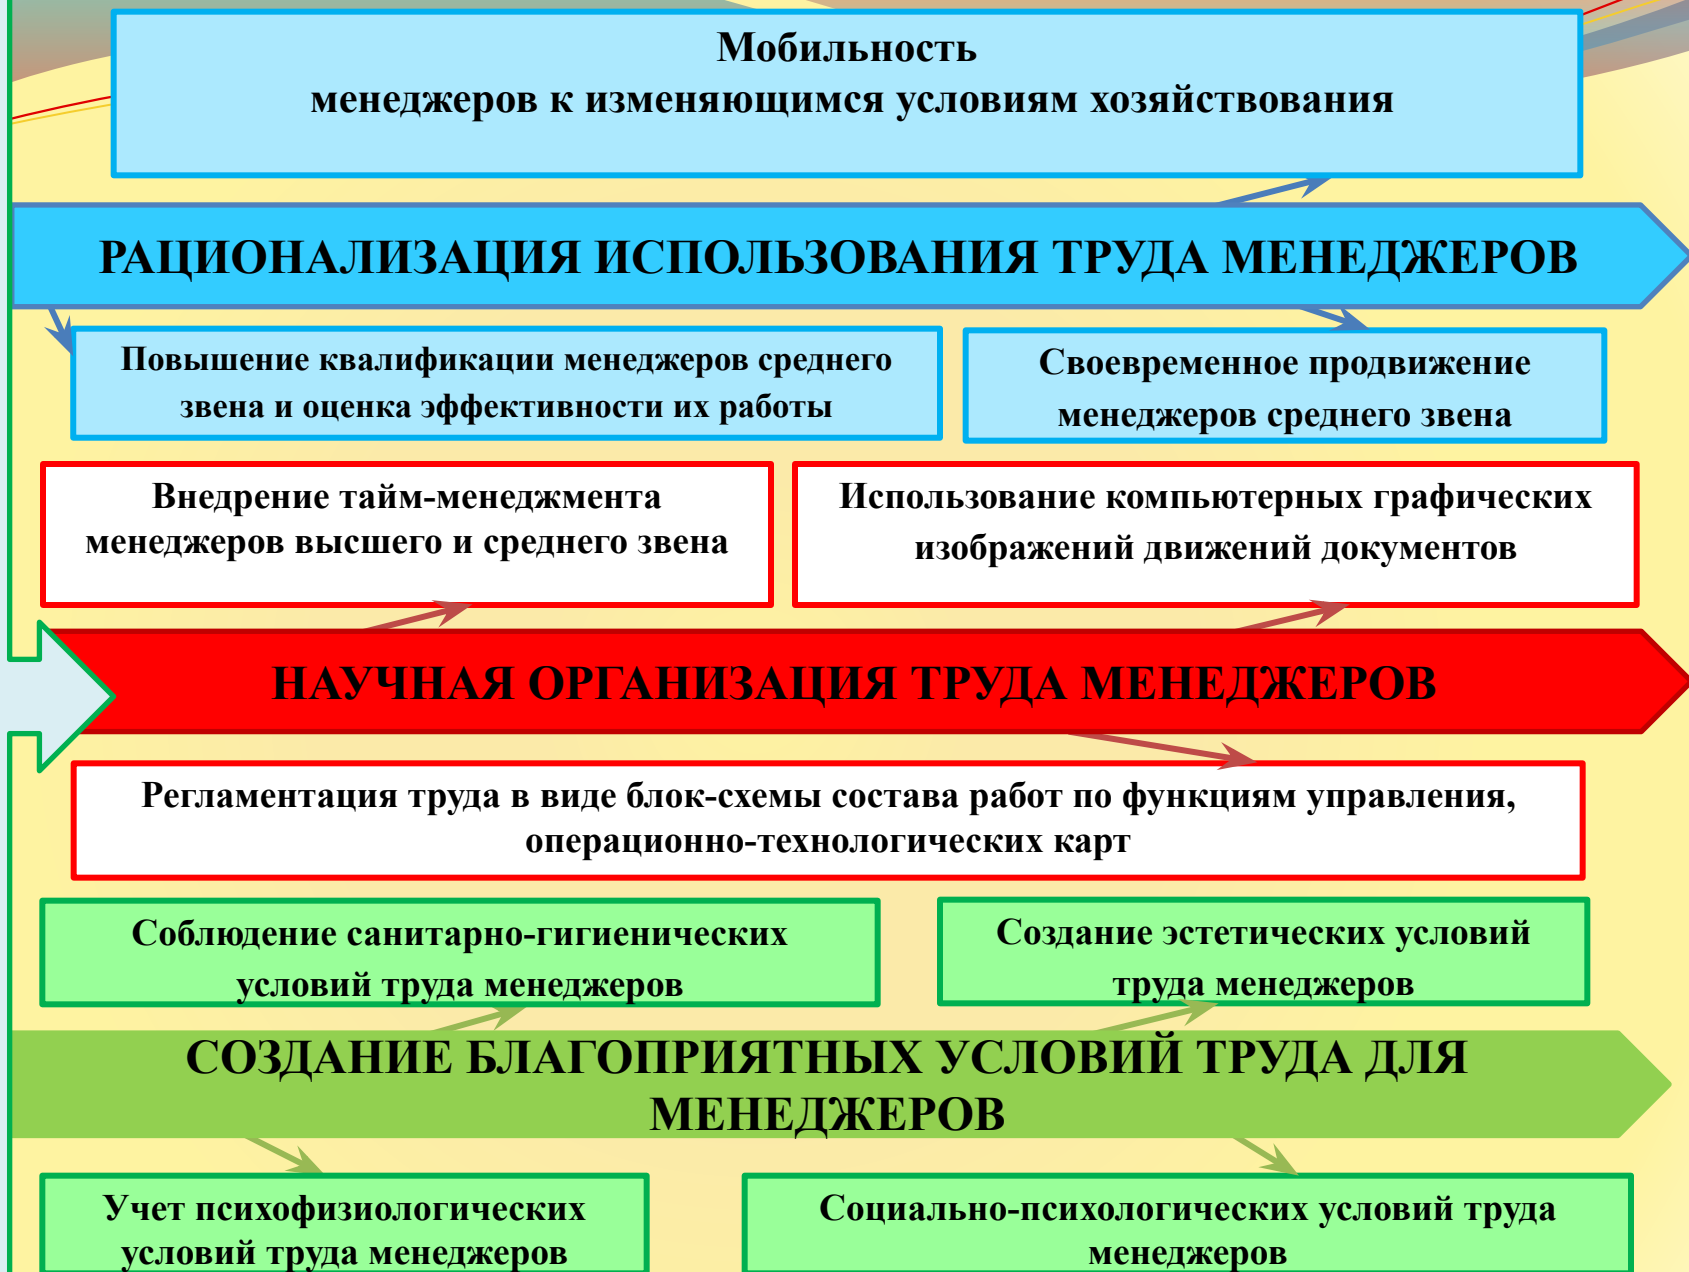 Мобильность
менеджеров к изменяющимся условиям хозяйствования
РАЦИОНАЛИЗАЦИЯ ИСПОЛЬЗОВАНИЯ ТРУДА МЕНЕДЖЕРОВ
Повышение квалификации менеджеров среднего
звена и оценка эффективности их работы
Своевременное продвижение
менеджеров среднего звена
Внедрение тайм-менеджмента
менеджеров высшего и среднего звена
Использование компьютерных графических
изображений движений документов
НАУЧНАЯ ОРГАНИЗАЦИЯ ТРУДА МЕНЕДЖЕРОВ
Регламентация труда в виде блок-схемы состава работ по функциям управления,
операционно-технологических карт
Соблюдение санитарно-гигиенических
условий труда менеджеров
Создание эстетических условий
труда менеджеров
СОЗДАНИЕ БЛАГОПРИЯТНЫХ УСЛОВИЙ ТРУДА ДЛЯ
МЕНЕДЖЕРОВ
Учет психофизиологических
условий труда менеджеров
Социально-психологических условий труда
менеджеров